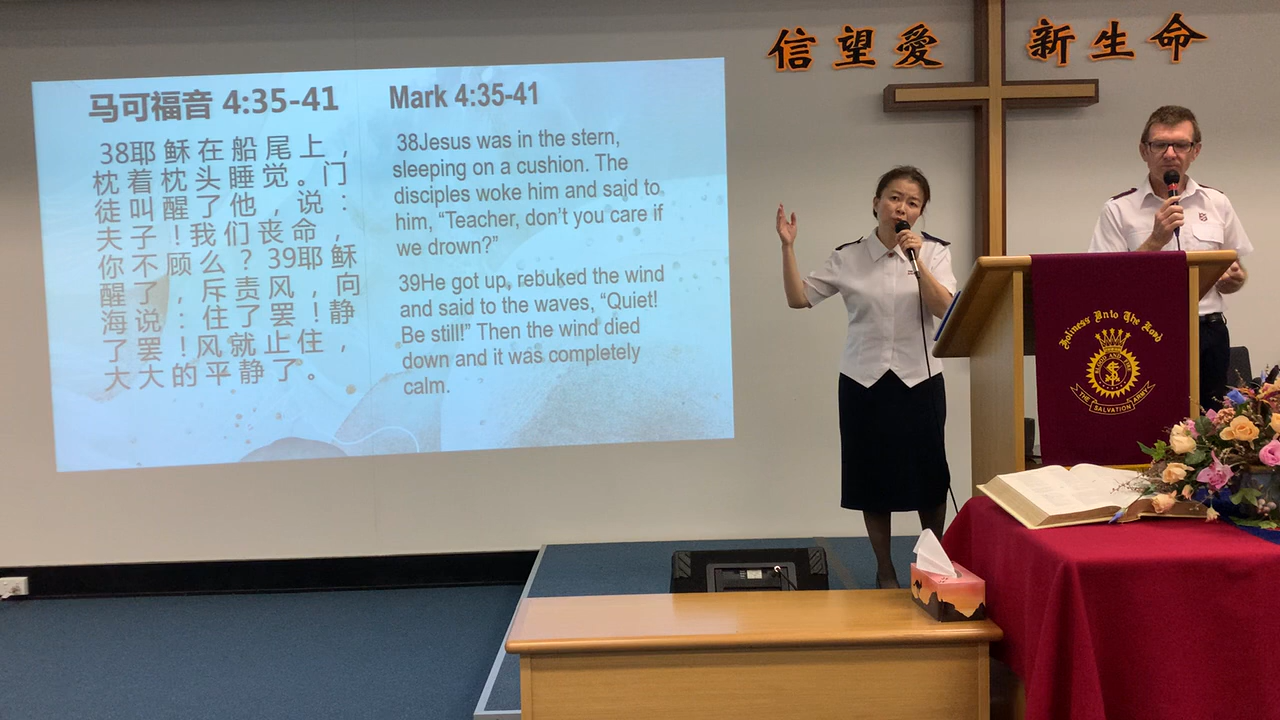 信望愛 新生命
马可福音 4:35-41
38耶稣在船尾上，
枕着枕头睡觉。门
徒叫醒了他，说：
夫子！我们丧命，
你不顾么？39耶稣
醒了，斥责风，向
海说：住了罢！静
了罢！风就止住，
大大的平静了。
Mark 4:35-41
38Jesus was in the stern,
sleeping on a cushion. The
disciples woke him and said to
him, “Teacher, don’t you care if
we drown?”
39He got up, rebuked the wind
and said to the waves, “Quiet!
Be still!” Then the wind died
down and it was completely
calm.
Holiness Unto The Lord
BLOOD AND FIRE
THE SALVATION ARMY